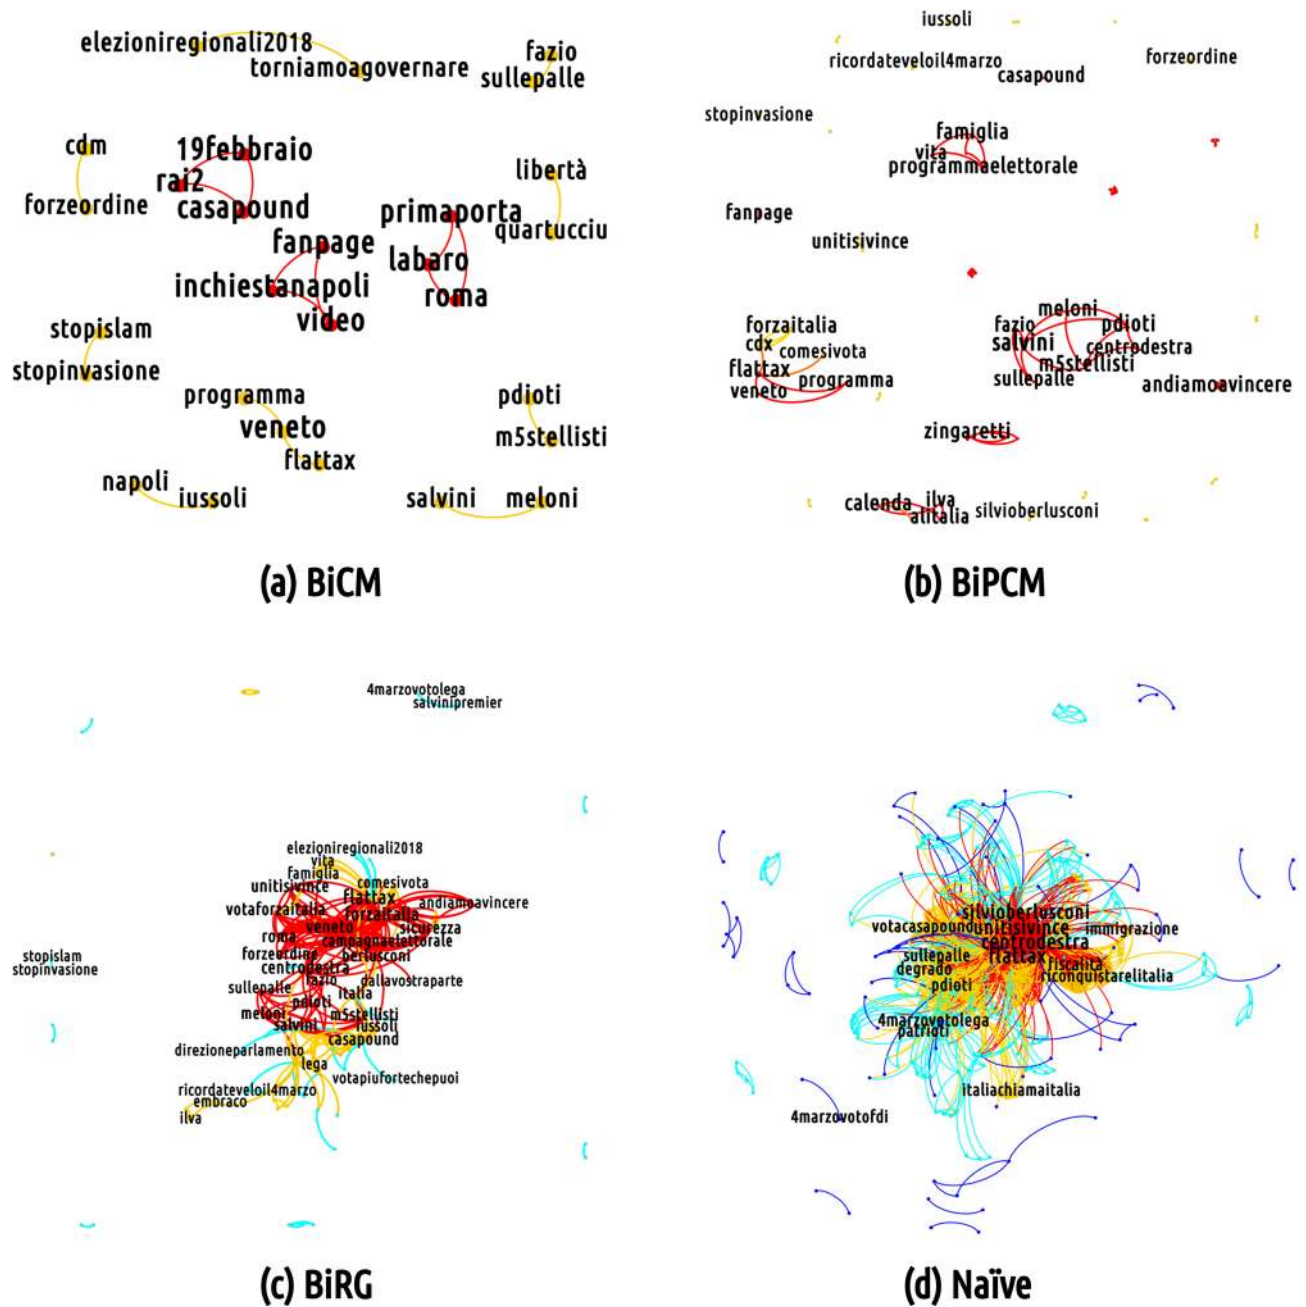 elezioniregionali2018
torniamoagovernare
fazio
sullepalle
cdm
forzeordine
19febbraio
rai2
casapound
libertà
quartucciu
primaporta
labaro
roma
fanpage
inchiestanapoli
video
stopislam
stopinvasione
programma
veneto
flattax
pdioti
m5stellisti
napoli
iussoli
salvini
meloni
(a) BiCM
iussoli
ricordateveloil4marzo
casapound
forzeordine
stopinvasione
famiglia
vita
programmaelettorale
fanpage
unitisivince
forzaitalia
cdx
comesivota
flattax
veneto
programma
meloni
fazio
pdioti
salvini
centrodestra
m5stellisti
sullepalle
andiamoavincere
zingaretti
calenda
ilva
alitalia
silvioberlusconi
(b) BiPCM
4marzovotolega
salvinipremier
elezioniregionali2018
vita
famiglia
unitisivince
comesivota
flattax
andiamoavincere
votaforzaitalia
forzaitalia
veneto
sicurezza
roma
campagnaelettorale
forzeordine
berlusconi
centrodestra
fazio
dallavostraparte
sullepalle
italia
pdioti
meloni
m5stellisti
salvini
iussoli
casapound
direzioneparlamento
lega
votapiufortechepuoi
ricordateveloil4marzo
embraco
ilva
stopislam
stopinvasione
(c) BiRG
silvioberlusconi
votacasapound
unitisivince
immigrazione
centrodestra
sullepalle
flattax
fiscalità
degrado
riconquistarelitalia
pdioti
4marzovotolega
patrioti
italiachiamaitalia
4marzovotofdi
(d) Naïve